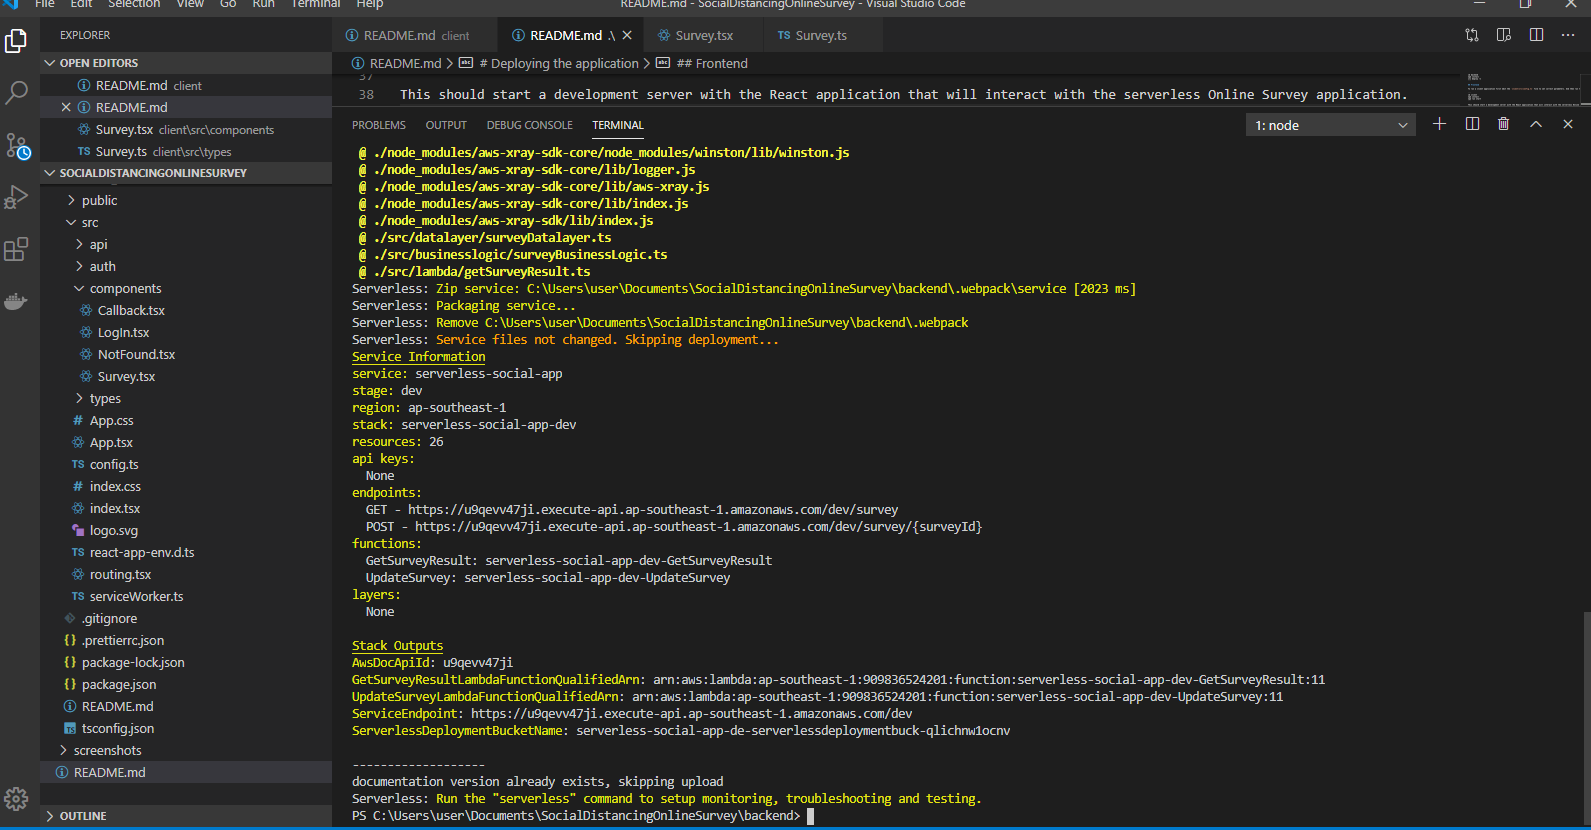 File Edit Selection View Go Run Terminal Help
README.md - SocialDistancingOnlineSurvey - Visual Studio Code
EXPLORER
OPEN EDITORS
README.md client
README.md
Survey.tsx client\src\components
Survey.ts client\src\types
SOCIALDISTANCINGONLINESURVEY
public
src
api
auth
components
Callback.tsx
LogIn.tsx
NotFound.tsx
Survey.tsx
types
App.css
App.tsx
config.ts
index.css
index.tsx
logo.svg
react-app-env.d.ts
routing.tsx
serviceWorker.ts
.gitignore
.prettierrc.json
package-lock.json
package.json
README.md
tsconfig.json
screenshots
README.md
OUTLINE
README.md client README.md .\ Survey.tsx TS Survey.ts
README.md > # Deploying the application > ## Frontend
37
38 This should start a development server with the React application that will interact with the serverless Online Survey application.
PROBLEMS OUTPUT DEBUG CONSOLE TERMINAL 1: node
@ ./node_modules/aws-xray-sdk-core/node_modules/winston/lib/winston.js
@ ./node_modules/aws-xray-sdk-core/lib/logger.js
@ ./node_modules/aws-xray-sdk-core/lib/aws-xray.js
@ ./node_modules/aws-xray-sdk-core/lib/index.js
@ ./node_modules/aws-xray-sdk/lib/index.js
@ ./src/datalayer/surveyDatalayer.ts
@ ./src/businesslogic/surveyBusinessLogic.ts
@ ./src/lambda/getSurveyResult.ts
Serverless: Zip service: C:\Users\user\Documents\SocialDistancingOnlineSurvey\backend\.webpack\service [2023 ms]
Serverless: Packaging service...
Serverless: Remove C:\Users\user\Documents\SocialDistancingOnlineSurvey\backend\.webpack
Serverless: Service files not changed. Skipping deployment...
Service Information
service: serverless-social-app
stage: dev
region: ap-southeast-1
stack: serverless-social-app-dev
resources: 26
api keys:
None
endpoints:
GET - https://u9qevv47ji.execute-api.ap-southeast-1.amazonaws.com/dev/survey
POST - https://u9qevv47ji.execute-api.ap-southeast-1.amazonaws.com/dev/survey/{surveyId}
functions:
GetSurveyResult: serverless-social-app-dev-GetSurveyResult
UpdateSurvey: serverless-social-app-dev-UpdateSurvey
layers:
None
Stack Outputs
AwsDocApiId: u9qevv47ji
GetSurveyResultLambdaFunctionQualifiedArn: arn:aws:lambda:ap-southeast-1:909836524201:function:serverless-social-app-dev-GetSurveyResult:11
UpdateSurveyLambdaFunctionQualifiedArn: arn:aws:lambda:ap-southeast-1:909836524201:function:serverless-social-app-dev-UpdateSurvey:11
ServiceEndpoint: https://u9qevv47ji.execute-api.ap-southeast-1.amazonaws.com/dev
ServerlessDeploymentBucketName: serverless-social-app-de-serverlessdeploymentbuck-qlichnw1ocnv
-------------------
documentation version already exists, skipping upload
Serverless: Run the "serverless" command to setup monitoring, troubleshooting and testing.
PS C:\Users\user\Documents\SocialDistancingOnlineSurvey\backend>